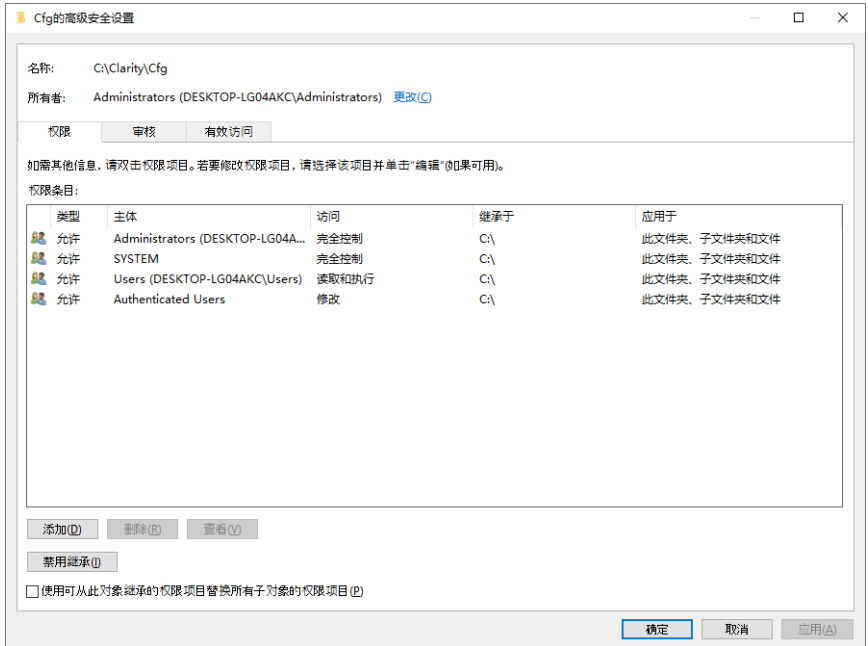 Cfg的高级安全设置
名称: C:\Clarity\Cfg
所有者: Administrators (DESKTOP-LG04AKC\Administrators) 更改(C)
权限 审核 有效访问
如需其他信息，请双击权限项目。若要修改权限项目，请选择该项目并单击"编辑"(如果可用)。
权限条目:
类型 主体 访问 继承于 应用于
允许 Administrators (DESKTOP-LG04A... 完全控制 C:\ 此文件夹、子文件夹和文件
允许 SYSTEM 完全控制 C:\ 此文件夹、子文件夹和文件
允许 Users (DESKTOP-LG04AKC\Users) 读取和执行 C:\ 此文件夹、子文件夹和文件
允许 Authenticated Users 修改 C:\ 此文件夹、子文件夹和文件
添加(D) 删除(R) 查看(V)
禁用继承(I)
使用可从此对象继承的权限项目替换所有子对象的权限项目(P)
确定 取消 应用(A)